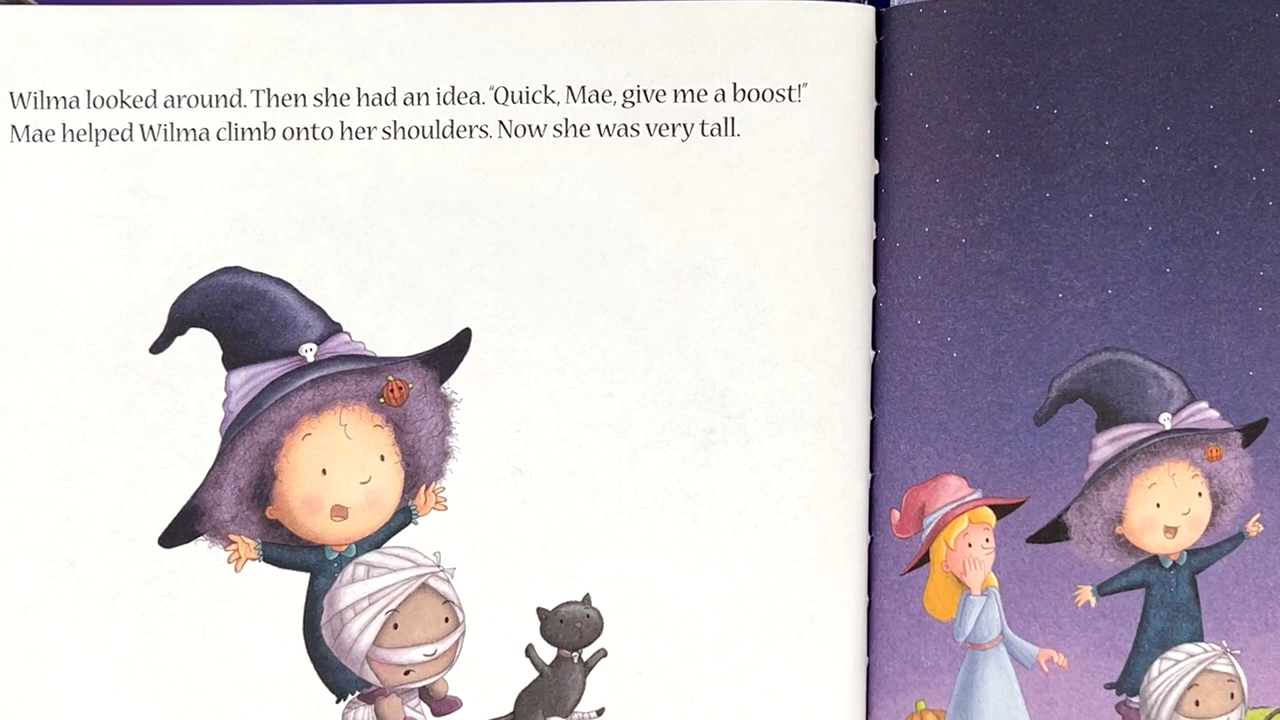 Wilma looked around. Then she had an idea. “Quick, Mae, give me a boost!”
Mae helped Wilma climb onto her shoulders. Now she was very tall.